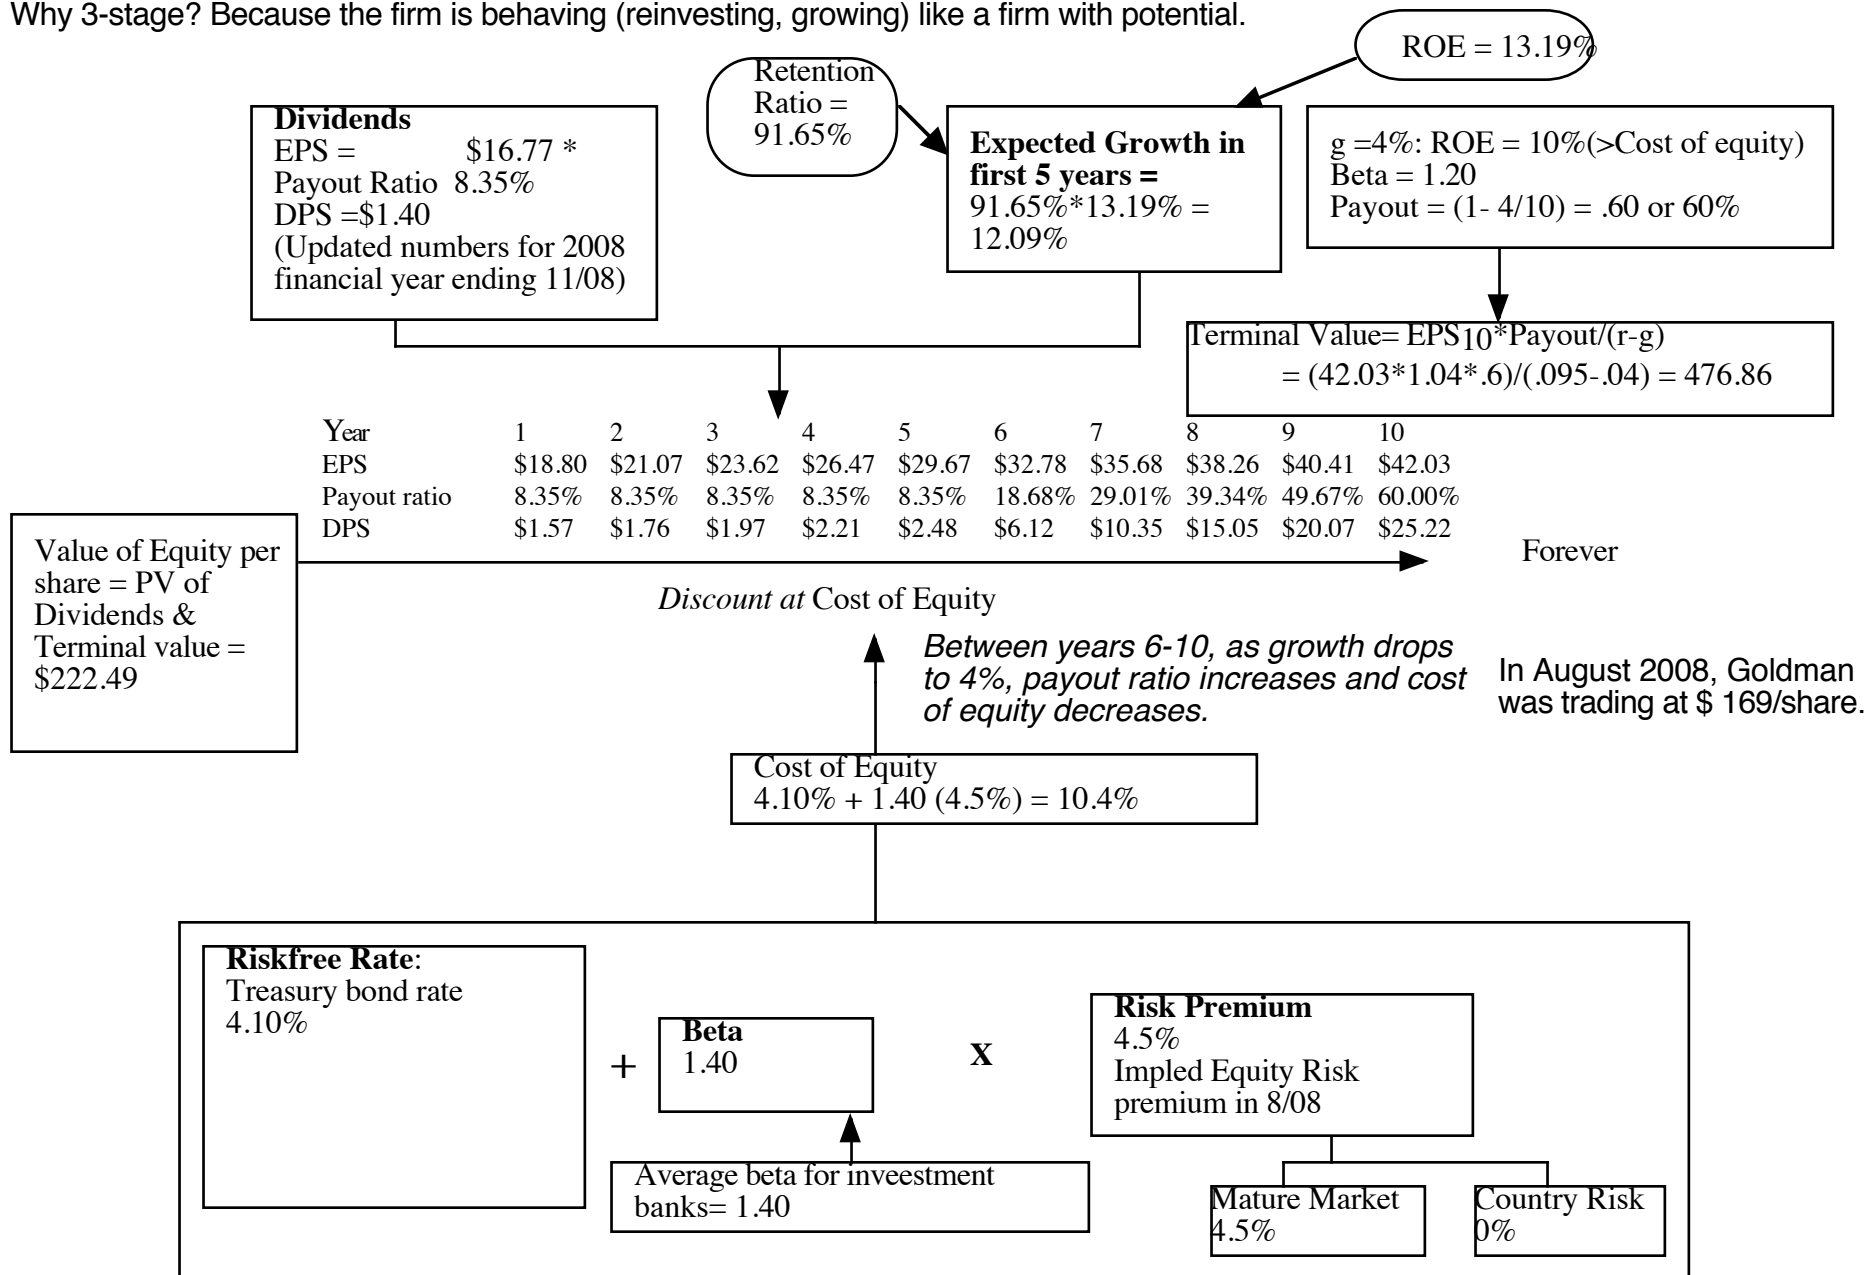 Why 3-stage? Because the firm is behaving (reinvesting, growing) like a firm with potential.
ROE = 13.19%
Retention
Ratio =
91.65%
Dividends
EPS = $16.77 *
Payout Ratio 8.35%
DPS =$1.40
(Updated numbers for 2008
financial year ending 11/08)
Expected Growth in
first 5 years =
91.65%*13.19% =
12.09%
g =4%: ROE = 10%(>Cost of equity)
Beta = 1.20
Payout = (1- 4/10) = .60 or 60%
Terminal Value= EPS10*Payout/(r-g)
= (42.03*1.04*.6)/(.095-.04) = 476.86
Year 1 2 3 4 5 6 7 8 9 10
EPS $18.80 $21.07 $23.62 $26.47 $29.67 $32.78 $35.68 $38.26 $40.41 $42.03
Payout ratio 8.35% 8.35% 8.35% 8.35% 8.35% 18.68% 29.01% 39.34% 49.67% 60.00%
DPS $1.57 $1.76 $1.97 $2.21 $2.48 $6.12 $10.35 $15.05 $20.07 $25.22
Value of Equity per
share = PV of
Dividends &
Terminal value =
$222.49
Forever
Discount at Cost of Equity
Between years 6-10, as growth drops
to 4%, payout ratio increases and cost
of equity decreases.
In August 2008, Goldman
was trading at $ 169/share.
Cost of Equity
4.10% + 1.40 (4.5%) = 10.4%
Riskfree Rate:
Treasury bond rate
4.10%
+
Beta
1.40
X
Risk Premium
4.5%
Impled Equity Risk
premium in 8/08
Average beta for inveestment
banks= 1.40
Mature Market
4.5%
Country Risk
0%